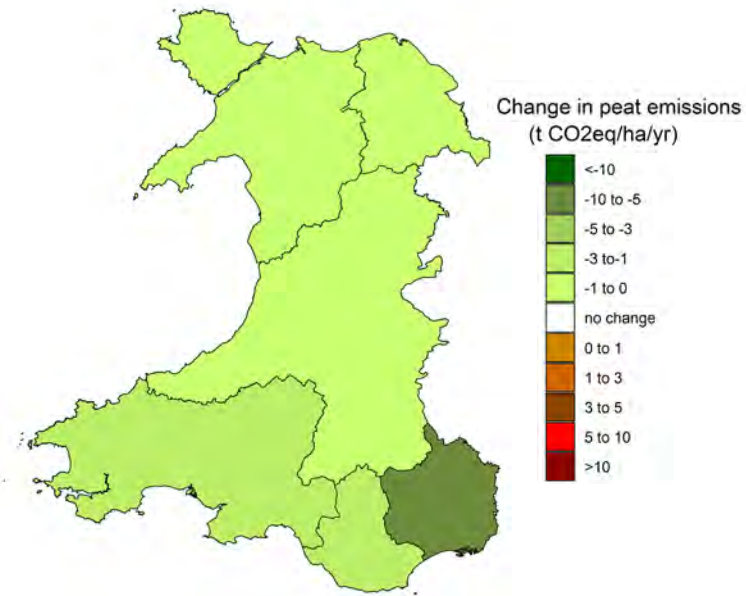 Change in peat emissions
(t CO2eq/ha/yr)
<-10
-10 to -5
-5 to -3
-3 to-1
-1 to 0
no change
0 to 1
1 to 3
3 to 5
5 to 10
>10